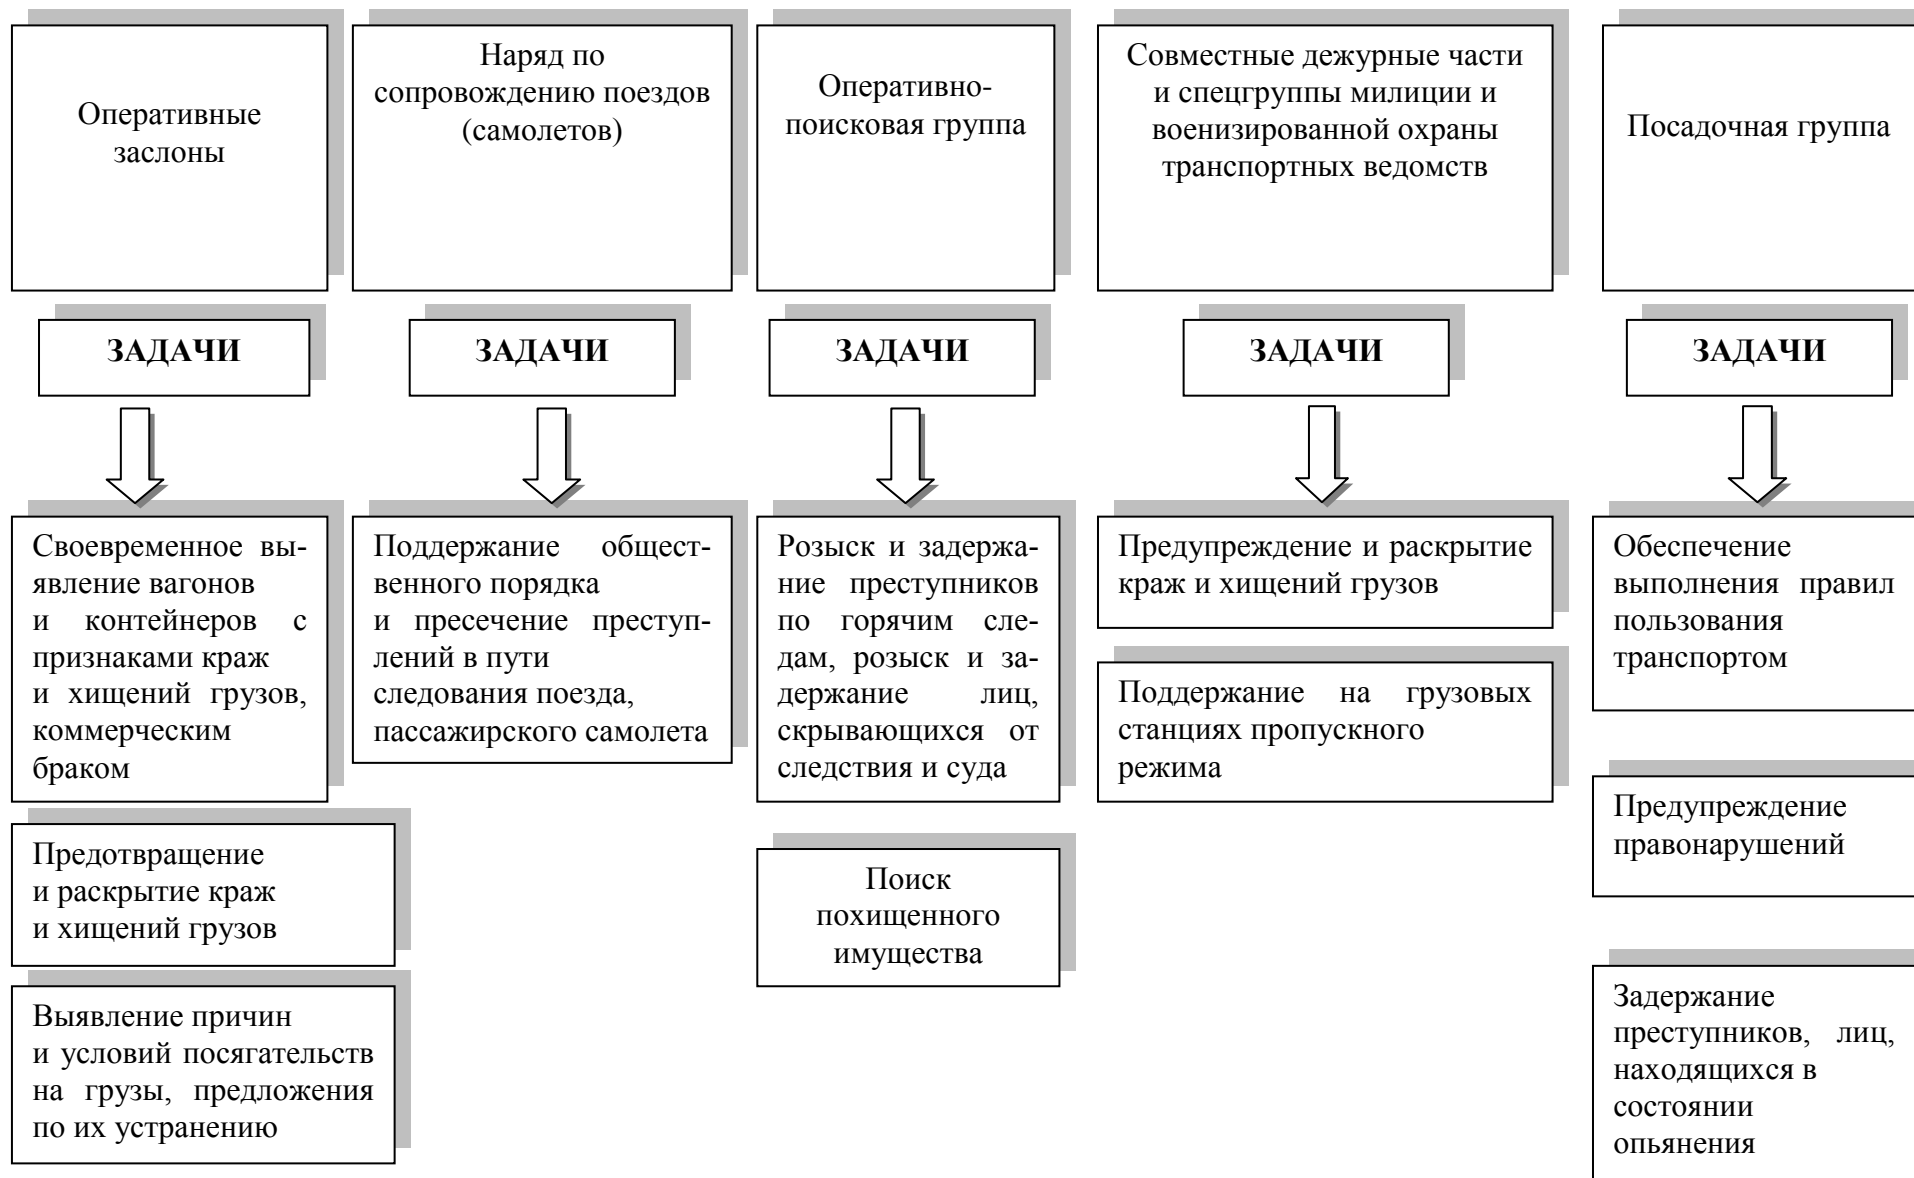 Оперативные
заслоны
Наряд по
сопровождению поездов
(самолетов)
Оперативно-
поисковая группа
Совместные дежурные части
и спецгруппы милиции и
военизированной охраны
транспортных ведомств
Посадочная группа
ЗАДАЧИ
ЗАДАЧИ
ЗАДАЧИ
ЗАДАЧИ
ЗАДАЧИ
Своевременное вы-
явление вагонов
и контейнеров с
признаками краж
и хищений грузов,
коммерческим
браком
Предотвращение
и раскрытие краж
и хищений грузов
Выявление причин
и условий посягательств
на грузы, предложения
по их устранению
Поддержание общест-
венного порядка
и пресечение преступ-
лений в пути
следования поезда,
пассажирского самолета
Розыск и задержа-
ние преступников
по горячим сле-
дам, розыск и за-
держание лиц,
скрывающихся от
следствия и суда
Поиск
похищенного
имущества
Предупреждение и раскрытие
краж и хищений грузов
Поддержание на грузовых
станциях пропускного
режима
Обеспечение
выполнения правил
пользования
транспортом
Предупреждение
правонарушений
Задержание
преступников, лиц,
находящихся в
состоянии
опьянения